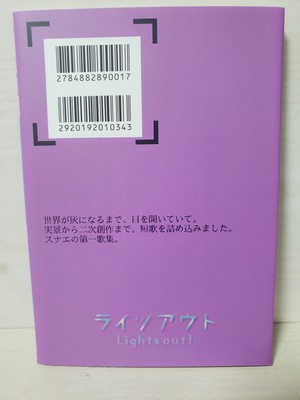 2784882890017
2920192010343
世界が灰になるまで、目を開いていて。
実景から二次創作まで。短歌を詰め込みました。
スナエの第一歌集。
ライツアウト
Lights out!